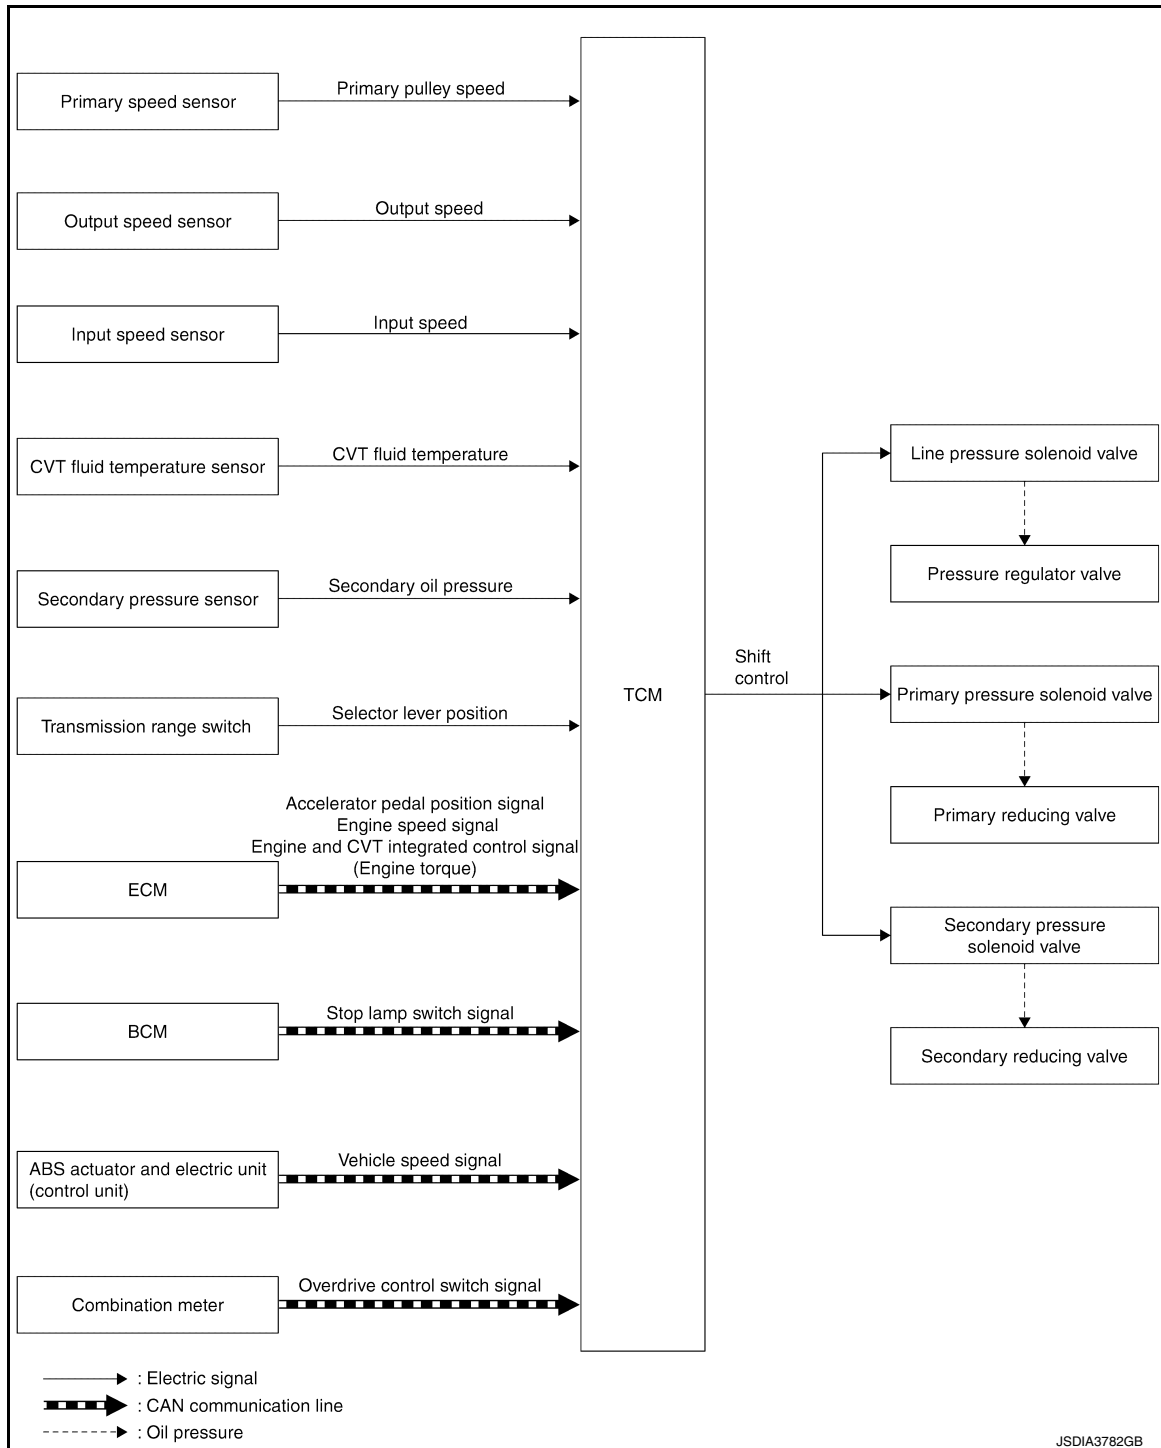 Primary speed sensor
Primary pulley speed
Output speed sensor
Output speed
Input speed sensor
Input speed
CVT fluid temperature sensor
CVT fluid temperature
Secondary pressure sensor
Secondary oil pressure
Transmission range switch
Selector lever position
ECM
Accelerator pedal position signal
Engine speed signal
Engine and CVT integrated control signal
(Engine torque)
BCM
Stop lamp switch signal
ABS actuator and electric unit
(control unit)
Vehicle speed signal
Combination meter
Overdrive control switch signal
TCM
Shift
control
Line pressure solenoid valve
Pressure regulator valve
Primary pressure solenoid valve
Primary reducing valve
Secondary pressure
solenoid valve
Secondary reducing valve
: Electric signal
: CAN communication line
: Oil pressure
JSDIA3782GB